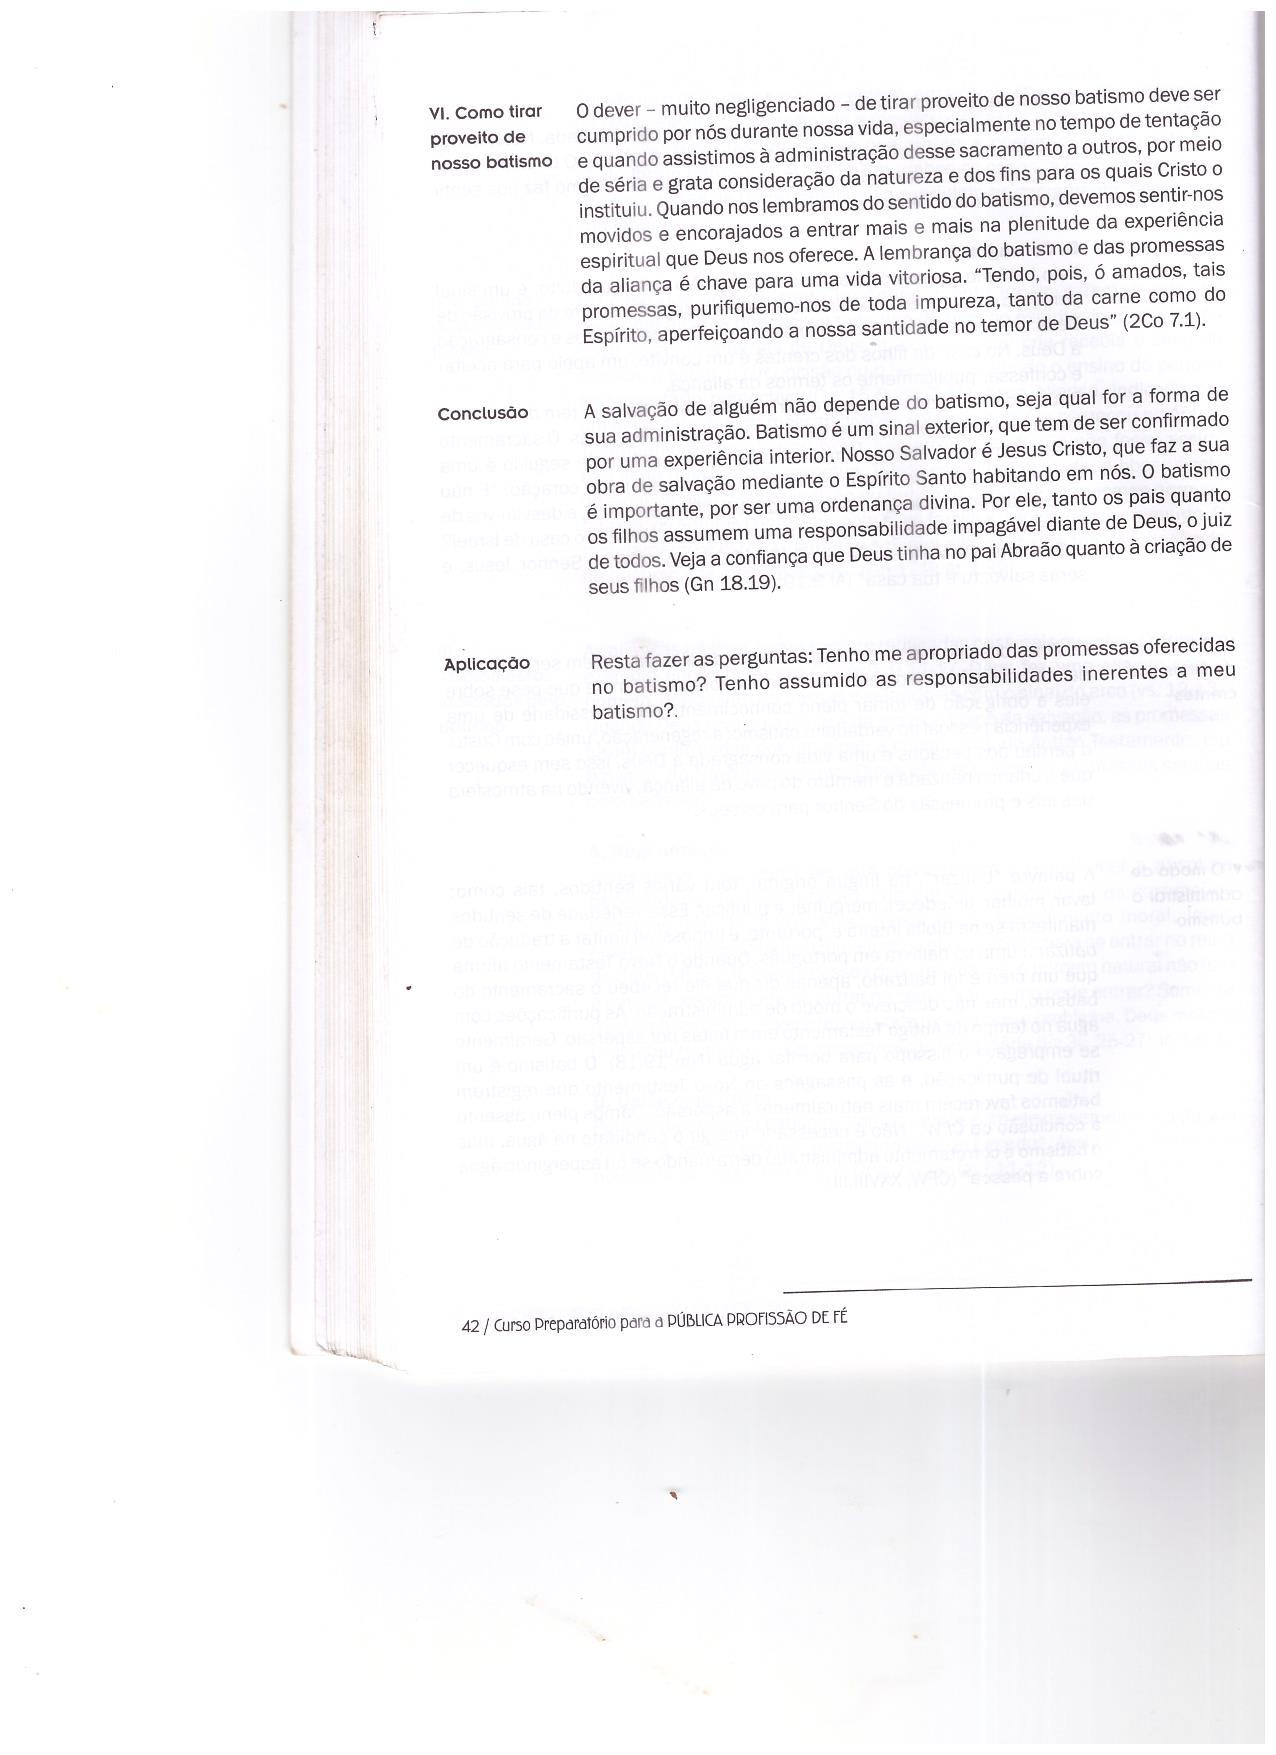 VI. Como tirar
proveito de
nosso batismo
O dever – muito negligenciado – de tirar proveito de nosso batismo deve ser
cumprido por nós durante nossa vida, especialmente no tempo de tentação
e quando assistimos à administração desse sacramento a outros, por meio
de séria e grata consideração da natureza e dos fins para os quais Cristo o
instituiu. Quando nos lembramos do sentido do batismo, devemos sentir-nos
movidos e encorajados a entrar mais e mais na plenitude da experiência
espiritual que Deus nos oferece. A lembrança do batismo e das promessas
da aliança é chave para uma vida vitoriosa. “Tendo, pois, ó amados, tais
promessas, purifiquemo-nos de toda impureza, tanto da carne como do
Espírito, aperfeiçoando a nossa santidade no temor de Deus” (2Co 7.1).
Conclusão
A salvação de alguém não depende do batismo, seja qual for a forma de
sua administração. Batismo é um sinal exterior, que tem de ser confirmado
por uma experiência interior. Nosso Salvador é Jesus Cristo, que faz a sua
obra de salvação mediante o Espírito Santo habitando em nós. O batismo
é importante, por ser uma ordenança divina. Por ele, tanto os pais quanto
os filhos assumem uma responsabilidade impagável diante de Deus, o juiz
de todos. Veja a confiança que Deus tinha no pai Abraão quanto à criação de
seus filhos (Gn 18.19).
Aplicação
Resta fazer as perguntas: Tenho me apropriado das promessas oferecidas
no batismo? Tenho assumido as responsabilidades inerentes a meu
batismo?.
42 / Curso Preparatório para a PÚBLICA PROFISSÃO DE FÉ